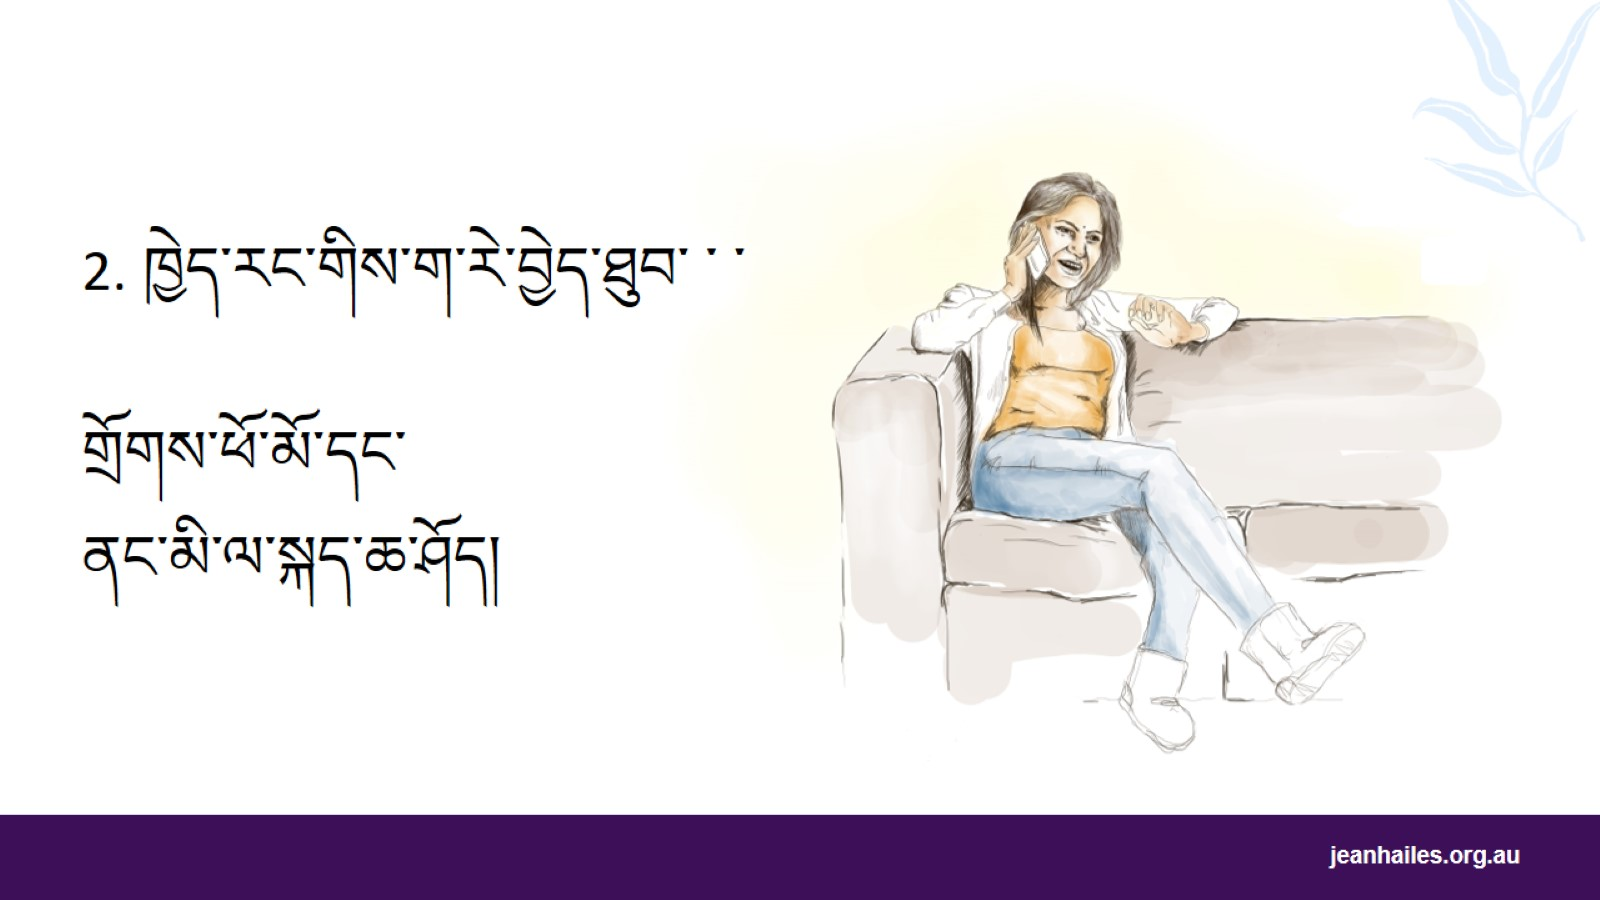 2. ཁྱེད་རང་གིས་ག་རེ་བྱེད་ཐུབ་ ་ ་
གྲོགས་ཕོ་མོ་དང་
ནང་མི་ལ་སྐད་ཆ་ཤོད།
jeanhailes.org.au